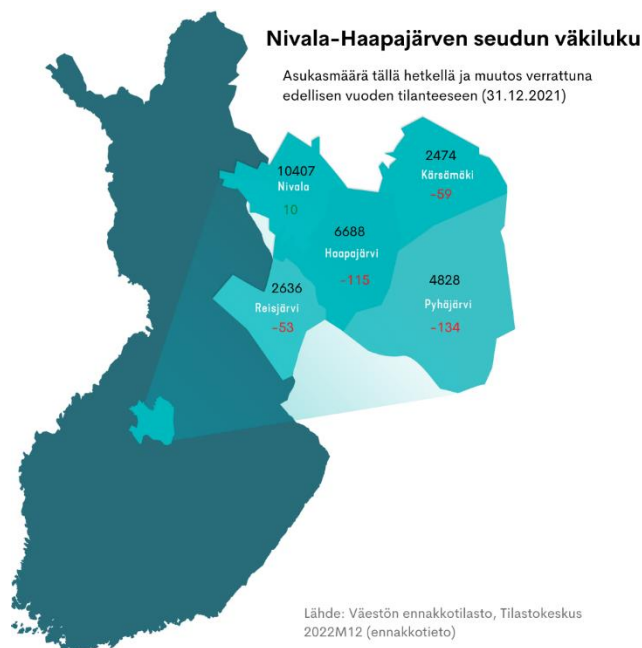 Nivala-Haapajärven seudun väkiluku
Asukasmäärä tällä hetkellä ja muutos verrattuna
edellisen vuoden tilanteeseen (31.12.2021)
10407
Nivala
10
2474
Kärsämäki
-59
6688
Haapajärvi
-115
2636
Reisjärvi
-53
4828
Pyhäjärvi
-134
Lähde: Väestön ennakkotilasto, Tilastokeskus
2022M12 (ennakkotieto)